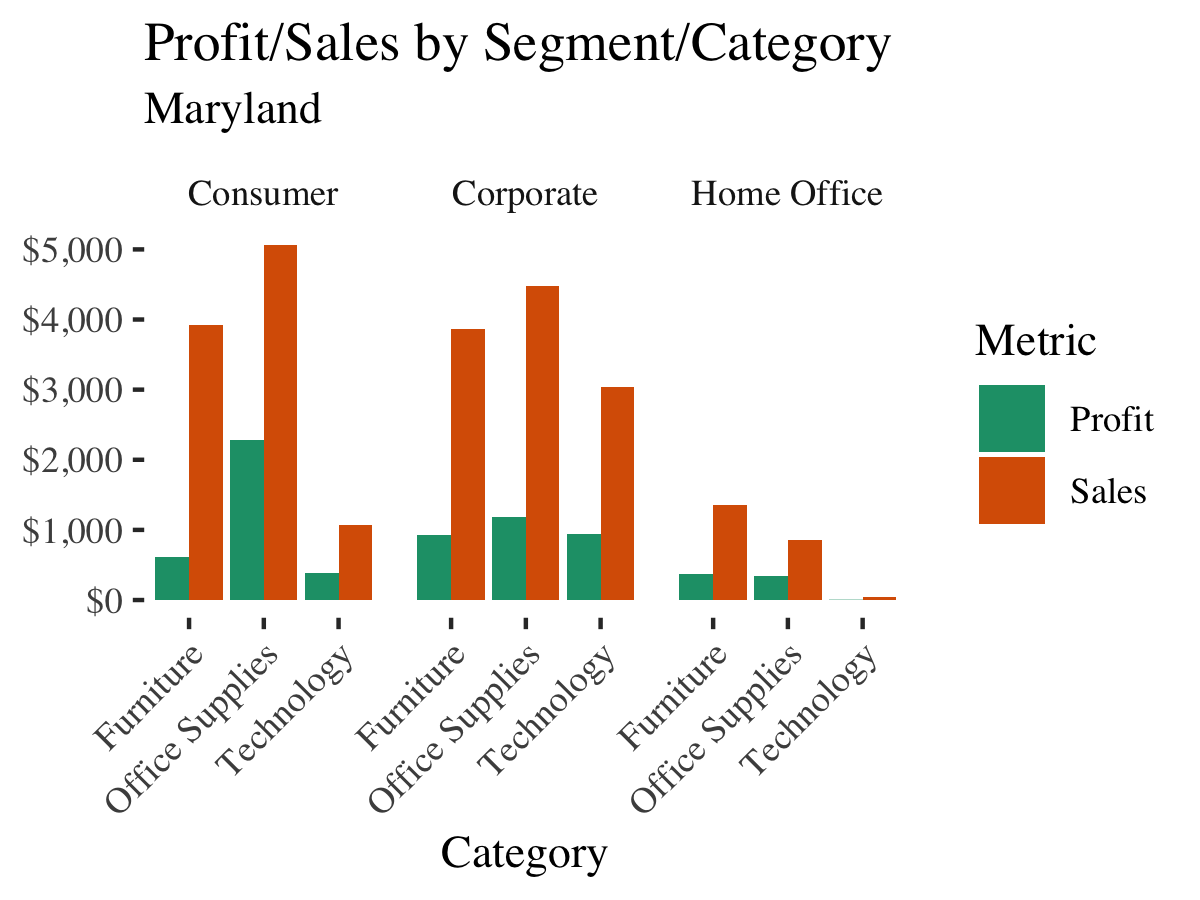 Profit/Sales by Segment/Category
Maryland
Consumer Corporate Home Office
$5,000
$4,000
$3,000
$2,000
$1,000
$0
Metric
Profit
Sales
Furniture Office Supplies Technology Furniture Office Supplies Technology Furniture Office Supplies Technology
Category